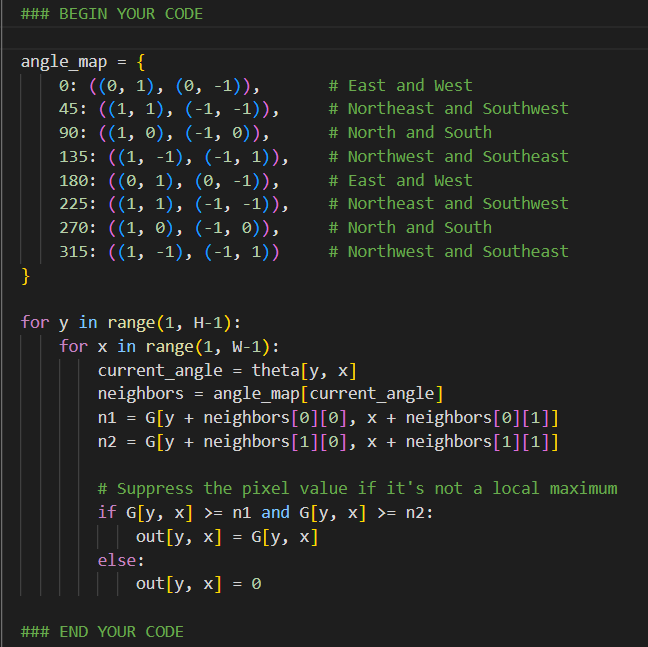 ### BEGIN YOUR CODE
angle_map = {
    0: ((0, 1), (0, -1)),       # East and West
    45: ((1, 1), (-1, -1)),     # Northeast and Southwest
    90: ((1, 0), (-1, 0)),      # North and South
    135: ((1, -1), (-1, 1)),    # Northwest and Southeast
    180: ((0, 1), (0, -1)),     # East and West
    225: ((1, 1), (-1, -1)),    # Northeast and Southwest
    270: ((1, 0), (-1, 0)),     # North and South
    315: ((1, -1), (-1, 1))     # Northwest and Southeast
}
for y in range(1, H-1):
    for x in range(1, W-1):
        current_angle = theta[y, x]
        neighbors = angle_map[current_angle]
        n1 = G[y + neighbors[0][0], x + neighbors[0][1]]
        n2 = G[y + neighbors[1][0], x + neighbors[1][1]]
        # Suppress the pixel value if it's not a local maximum
        if G[y, x] >= n1 and G[y, x] >= n2:
            out[y, x] = G[y, x]
        else:
            out[y, x] = 0
### END YOUR CODE